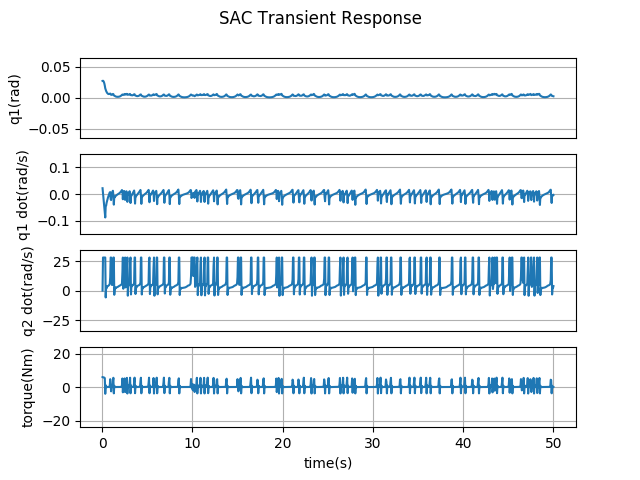 SAC Transient Response
0.05
0.00
−0.05
q1(rad)
0.1
0.0
−0.1
q1 dot(rad/s)
25
0
−25
q2 dot(rad/s)
20
0
−20
torque(Nm)
0 10 20 30 40 50
time(s)